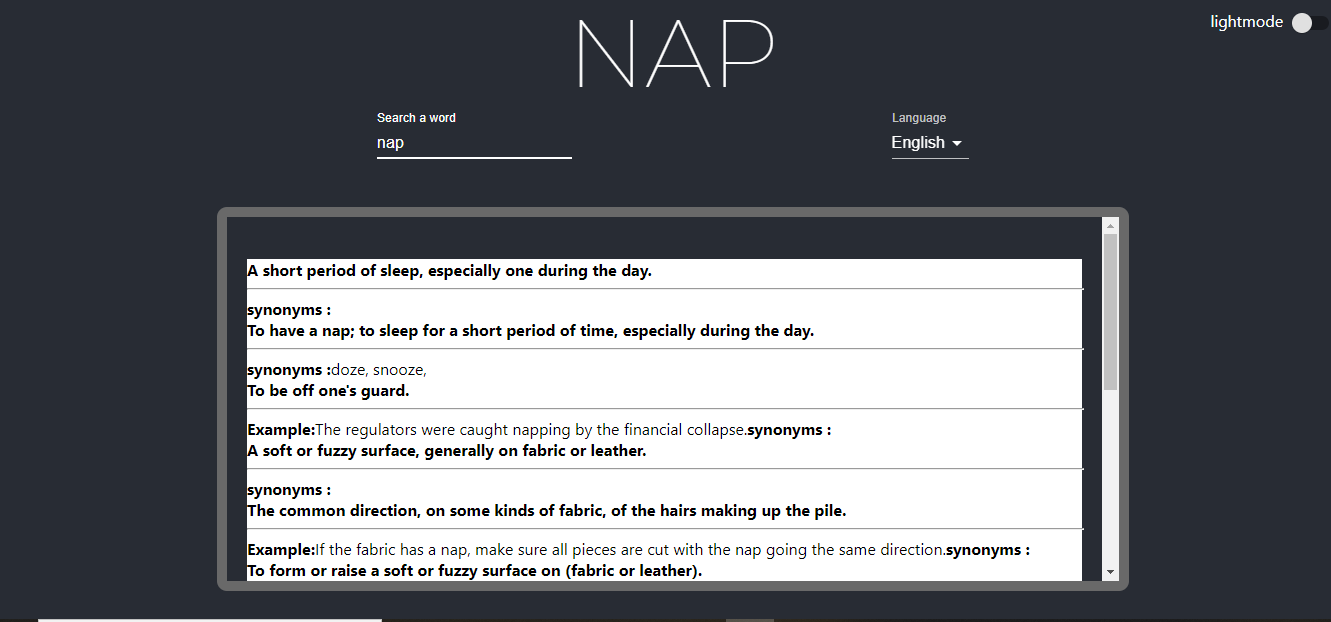 lightmode
NAP
Search a word
Language
nap
English
A short period of sleep, especially one during the day.
synonyms :
To have a nap; to sleep for a short period of time, especially during the day.
synonyms :doze, snooze,
To be off one's guard.
Example:The regulators were caught napping by the financial collapse.synonyms :
A soft or fuzzy surface, generally on fabric or leather.
synonyms :
The common direction, on some kinds of fabric, of the hairs making up the pile.
Example:If the fabric has a nap, make sure all pieces are cut with the nap going the same direction.synonyms :
To form or raise a soft or fuzzy surface on (fabric or leather).